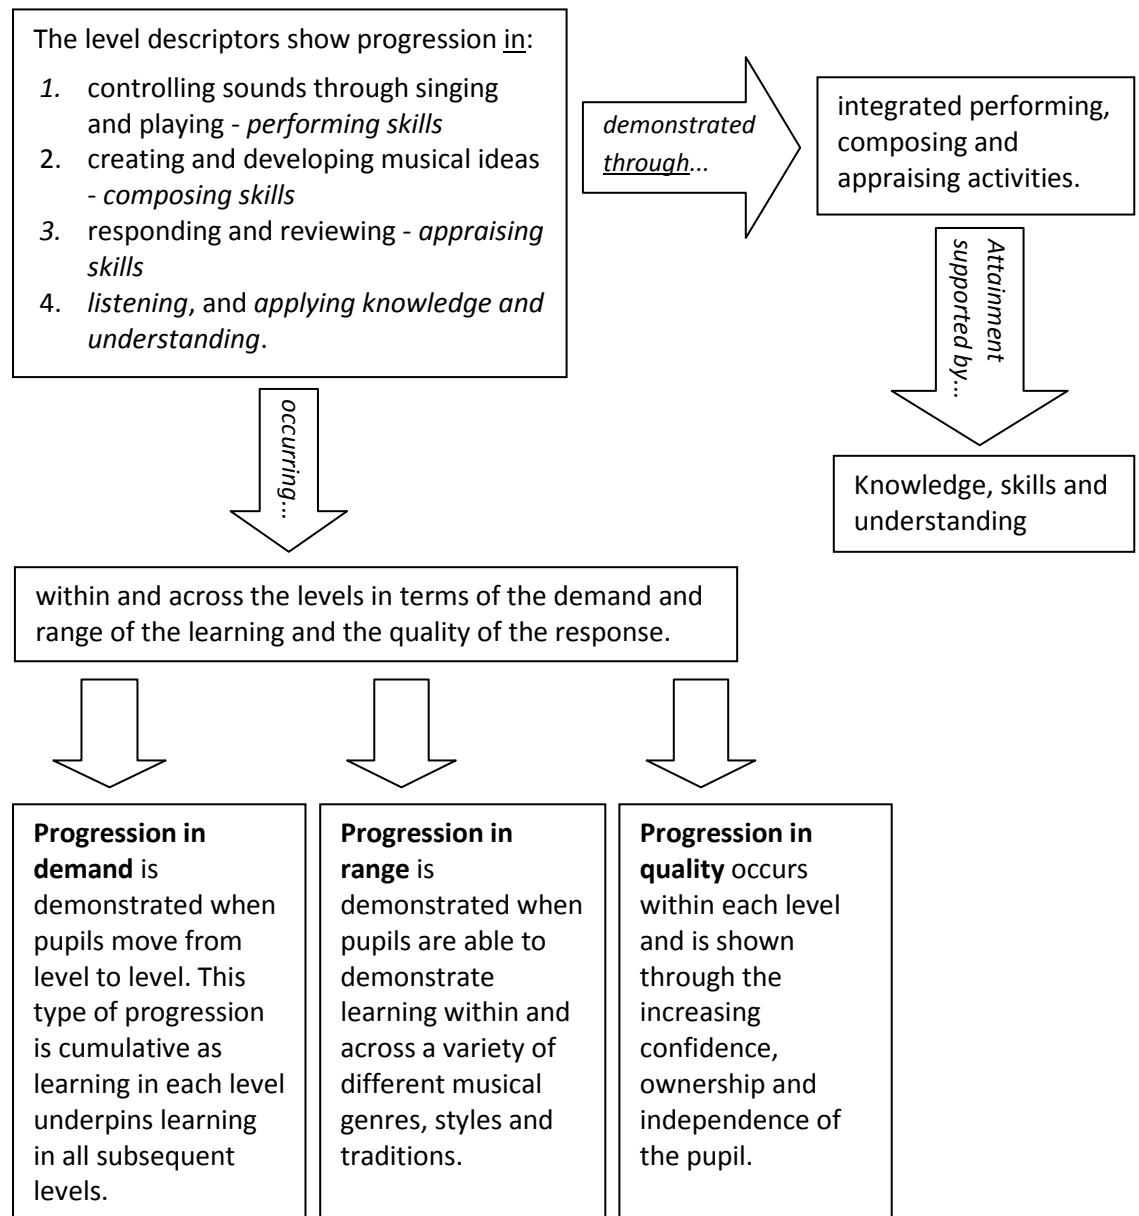 The level descriptors show progression in:
1. controlling sounds through singing
and playing - performing skills
2. creating and developing musical ideas
- composing skills
3. responding and reviewing - appraising
skills
4. listening, and applying knowledge and
understanding.
demonstrated
through...
integrated performing,
composing and
appraising activities.
Attainment
supported by...
Knowledge, skills and
understanding
occurring...
within and across the levels in terms of the demand and
range of the learning and the quality of the response.
Progression in
demand is
demonstrated when
pupils move from
level to level. This
type of progression
is cumulative as
learning in each level
underpins learning
in all subsequent
levels.
Progression in
range is
demonstrated when
pupils are able to
demonstrate
learning within and
across a variety of
different musical
genres, styles and
traditions.
Progression in
quality occurs
within each level
and is shown
through the
increasing
confidence,
ownership and
independence of
the pupil.